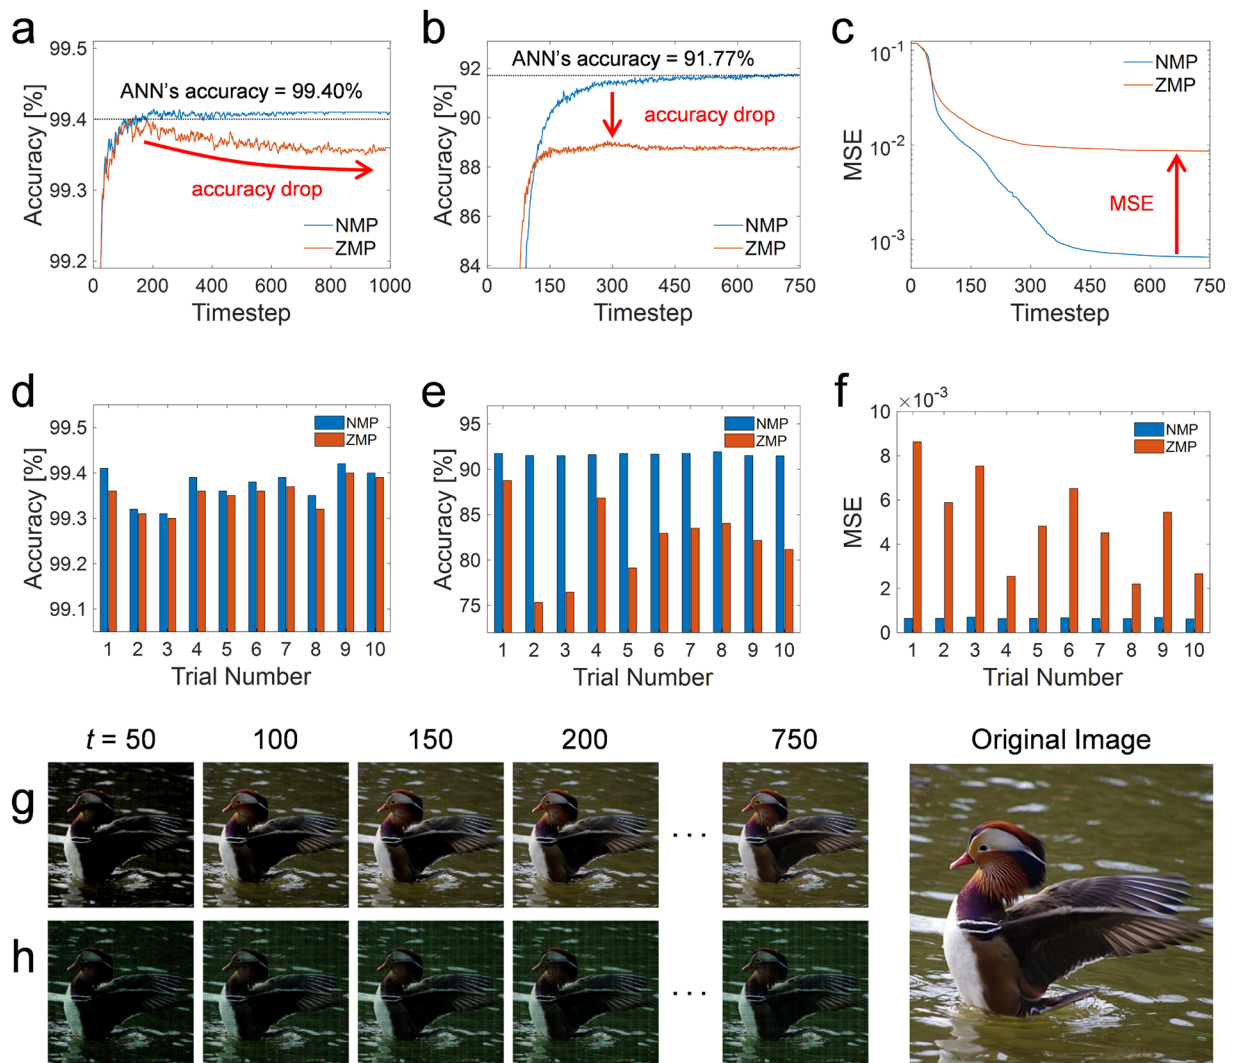 a
99.5
99.4
99.3
99.2
Accuracy [%]
ANN's accuracy = 99.40%
accuracy drop
NMP
ZMP
0 200 400 600 800 1000
Timestep
b
92
90
88
86
84
Accuracy [%]
ANN's accuracy = 91.77%
accuracy drop
NMP
ZMP
0 150 300 450 600 750
Timestep
c
10-1
10-2
10-3
MSE
NMP
ZMP
MSE
0 150 300 450 600 750
Timestep
d
99.5
99.4
99.3
99.2
99.1
Accuracy [%]
NMP
ZMP
1 2 3 4 5 6 7 8 9 10
Trial Number
e
95
90
85
80
75
Accuracy [%]
NMP
ZMP
1 2 3 4 5 6 7 8 9 10
Trial Number
f
×10-3
10
8
6
4
2
0
MSE
NMP
ZMP
1 2 3 4 5 6 7 8 9 10
Trial Number
t = 50 100 150 200 750 Original Image
g
...
h
...